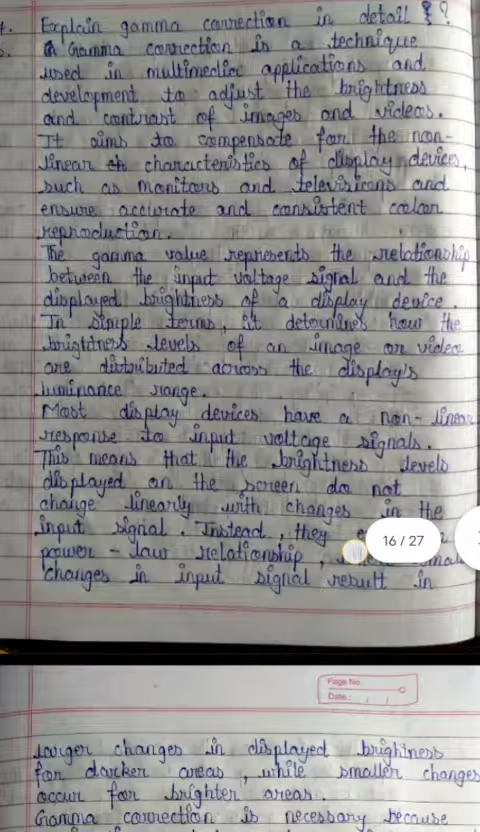 7. Explain gamma correction in detail ?
Gamma correction is a technique
used in multimedia applications and
development to adjust the brightness
and contrast of images and videos.
It aims to compensate for the non-
linear characteristics of display devices,
such as monitors and televisions and
ensure accurate and consistent color
reproduction.
The gamma value represents the relationship
between the input voltage signal and the
displayed brightness of a display device.
In simple terms, it determines how the
brightness levels of an image or video
are distributed across the display's
luminance range.
Most display devices have a non-linear
response to input voltage signals.
This means that the brightness levels
displayed on the screen do not
change linearly with changes in the
input signal. Instead, they
16 / 27
power-law relationship,
changes in input signal result in
Page No.
Date: / /
larger changes in displayed brightness
for darker areas, while smaller changes
occur for brighter areas.
Gamma correction is necessary because